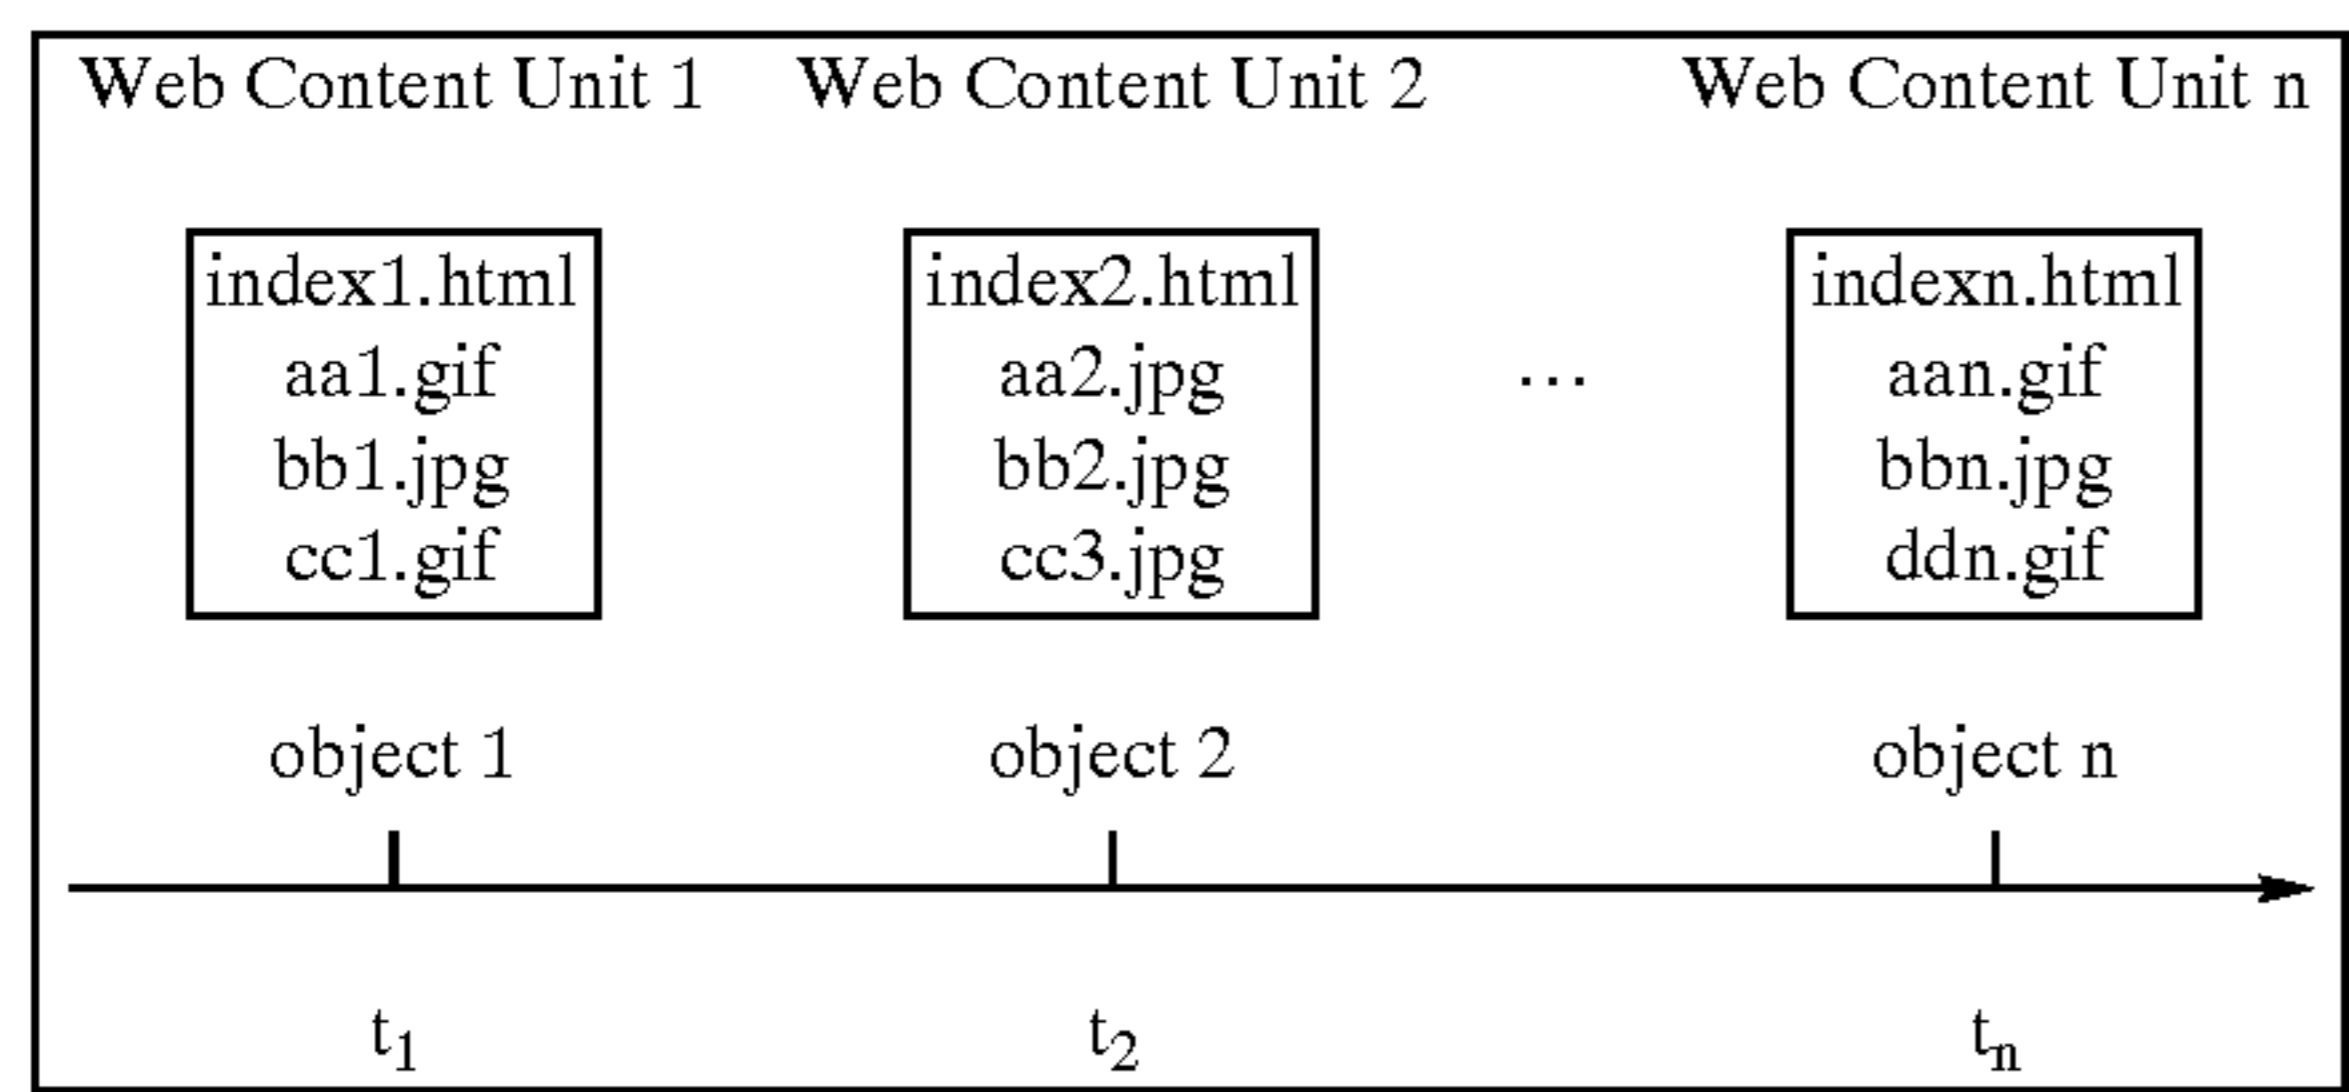 Web Content Unit 1 Web Content Unit 2 Web Content Unit n
index1.html index2.html indexn.html
aa1.gif aa2.jpg ... aan.gif
bb1.jpg bb2.jpg bbn.jpg
cc1.gif cc3.jpg ddn.gif
object 1 object 2 object n
t1 t2 tn